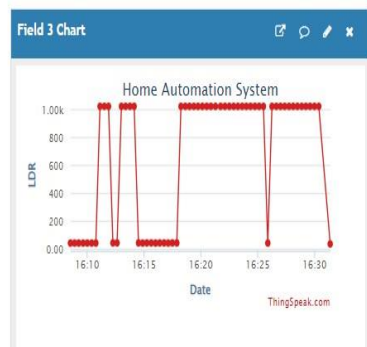 Field 3 Chart
Home Automation System
1.00k
800
600
400
200
0.00
LDR
16:10 16:15 16:20 16:25 16:30
Date
ThingSpeak.com